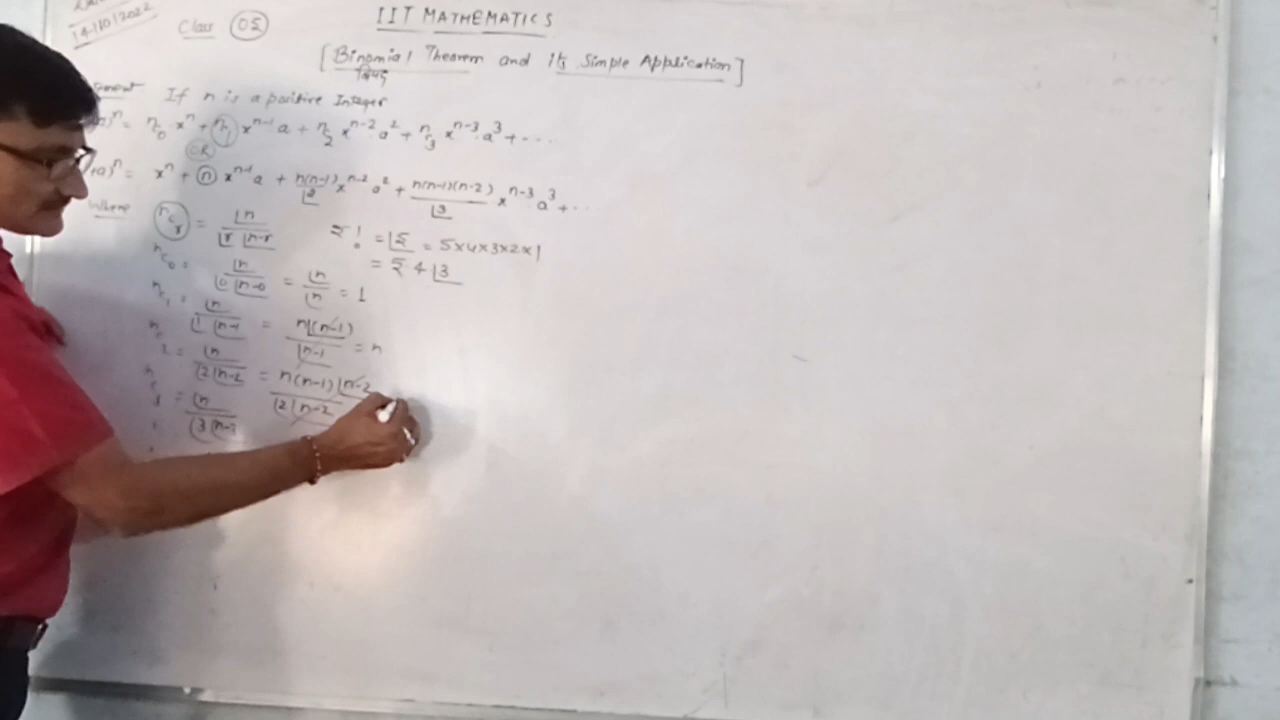 14/10/2022
Class 05
IIT MATHEMATICS
[Binomial Theorem and Its Simple Application]
द्विपद
If n is a positive Integer
)ⁿ = ⁿC₀ xⁿ + ⁿC₁ xⁿ⁻¹ a + ⁿC₂ xⁿ⁻² a² + ⁿC₃ xⁿ⁻³ a³ + ....
OR
+a)ⁿ = xⁿ + n xⁿ⁻¹ a + n(n-1)/|2 xⁿ⁻² a² + n(n-1)(n-2)/|3 xⁿ⁻³ a³ + ...
Where ⁿCᵣ = |n / |r |n-r
5! = |5 = 5×4×3×2×1
= 5·4 |3
ⁿC₀ = |n / |0 |n-0 = |n / |n = 1
ⁿC₁ = |n / |1 |n-1 = n|(n-1) / |n-1 = n
ⁿC₂ = |n / |2 |n-2 = n(n-1) |n-2 / |2 |n-2
= |n / |3 |n-3